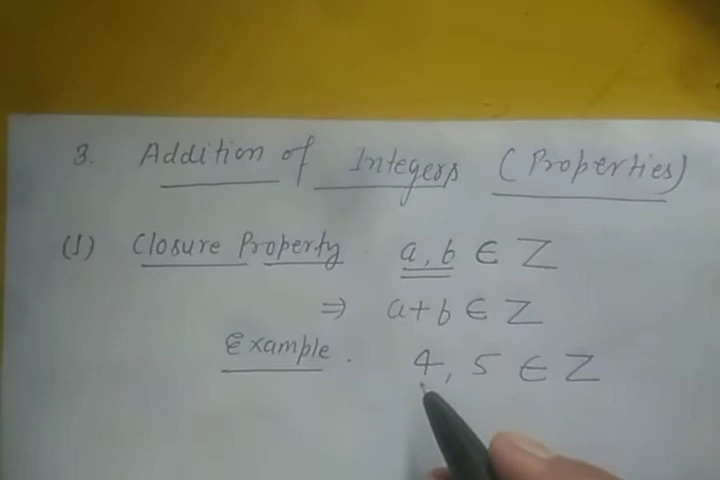 3. Addition of Integers (Properties)
(1) Closure Property. a, b ∈ Z
⇒ a+b ∈ Z
Example. 4, 5 ∈ Z